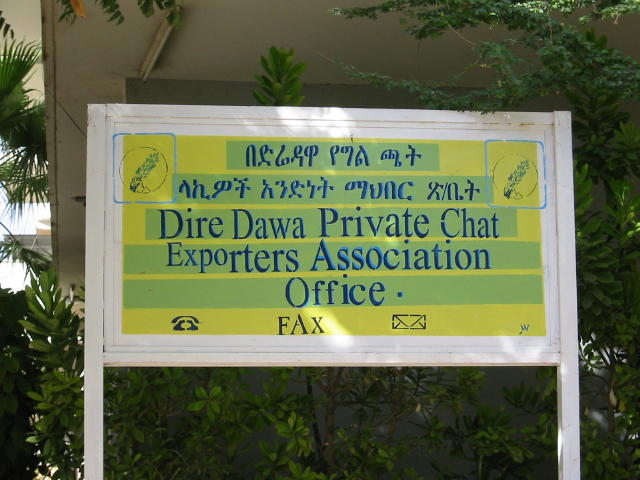 በድሬዳዋ የግል ጫት
ላኪዎች አንድነት ማህበር ጽ/ቤት
Dire Dawa Private Chat
Exporters Association
Office .
FAX